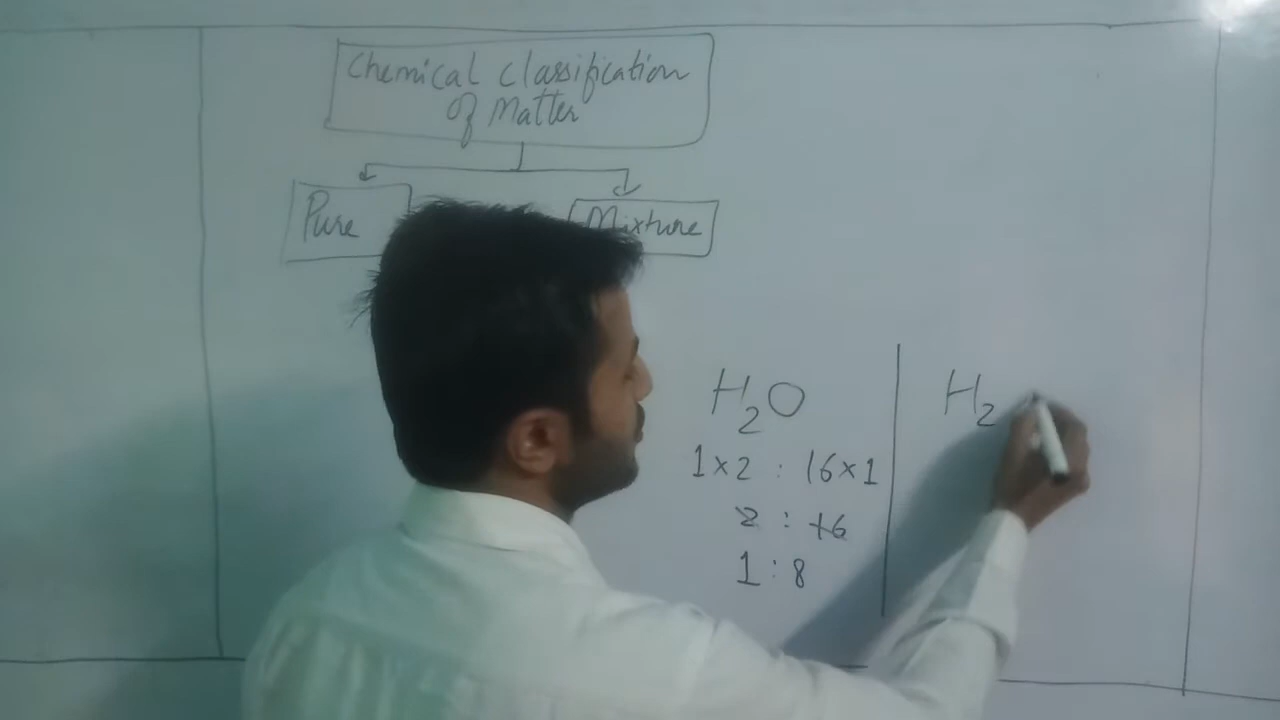 Chemical classification
of Matter
Pure
Mixture
H₂O
1×2 : 16×1
2 : 16
1 : 8
H₂